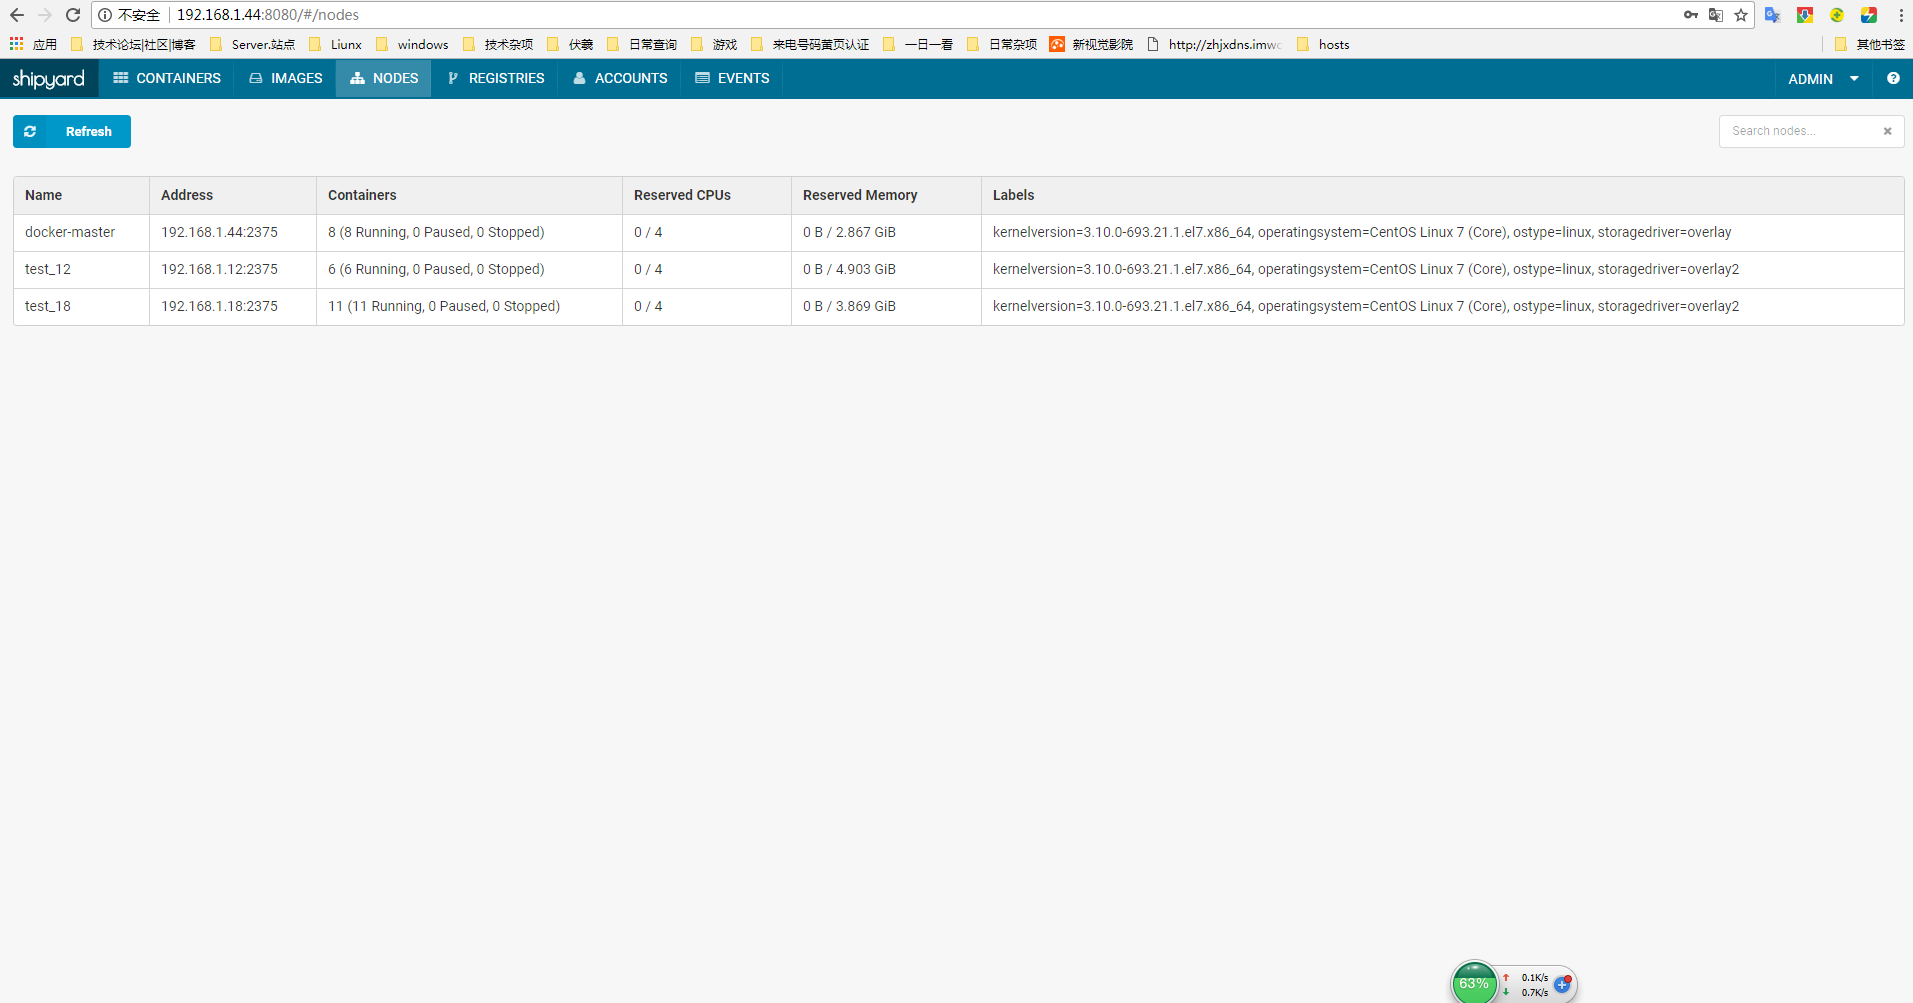 不安全 192.168.1.44:8080/#/nodes
应用 技术论坛|社区|博客 Server.站点 Liunx windows 技术杂项 伏羲 日常查询 游戏 来电号码黄页认证 一日一看 日常杂项 新视觉影院 http://zhjxdns.imwc hosts 其他书签
shipyard CONTAINERS IMAGES NODES REGISTRIES ACCOUNTS EVENTS ADMIN
Refresh Search nodes...
Name Address Containers Reserved CPUs Reserved Memory Labels
docker-master 192.168.1.44:2375 8 (8 Running, 0 Paused, 0 Stopped) 0 / 4 0 B / 2.867 GiB kernelversion=3.10.0-693.21.1.el7.x86_64, operatingsystem=CentOS Linux 7 (Core), ostype=linux, storagedriver=overlay
test_12 192.168.1.12:2375 6 (6 Running, 0 Paused, 0 Stopped) 0 / 4 0 B / 4.903 GiB kernelversion=3.10.0-693.21.1.el7.x86_64, operatingsystem=CentOS Linux 7 (Core), ostype=linux, storagedriver=overlay2
test_18 192.168.1.18:2375 11 (11 Running, 0 Paused, 0 Stopped) 0 / 4 0 B / 3.869 GiB kernelversion=3.10.0-693.21.1.el7.x86_64, operatingsystem=CentOS Linux 7 (Core), ostype=linux, storagedriver=overlay2
63% 0.1K/s
0.7K/s